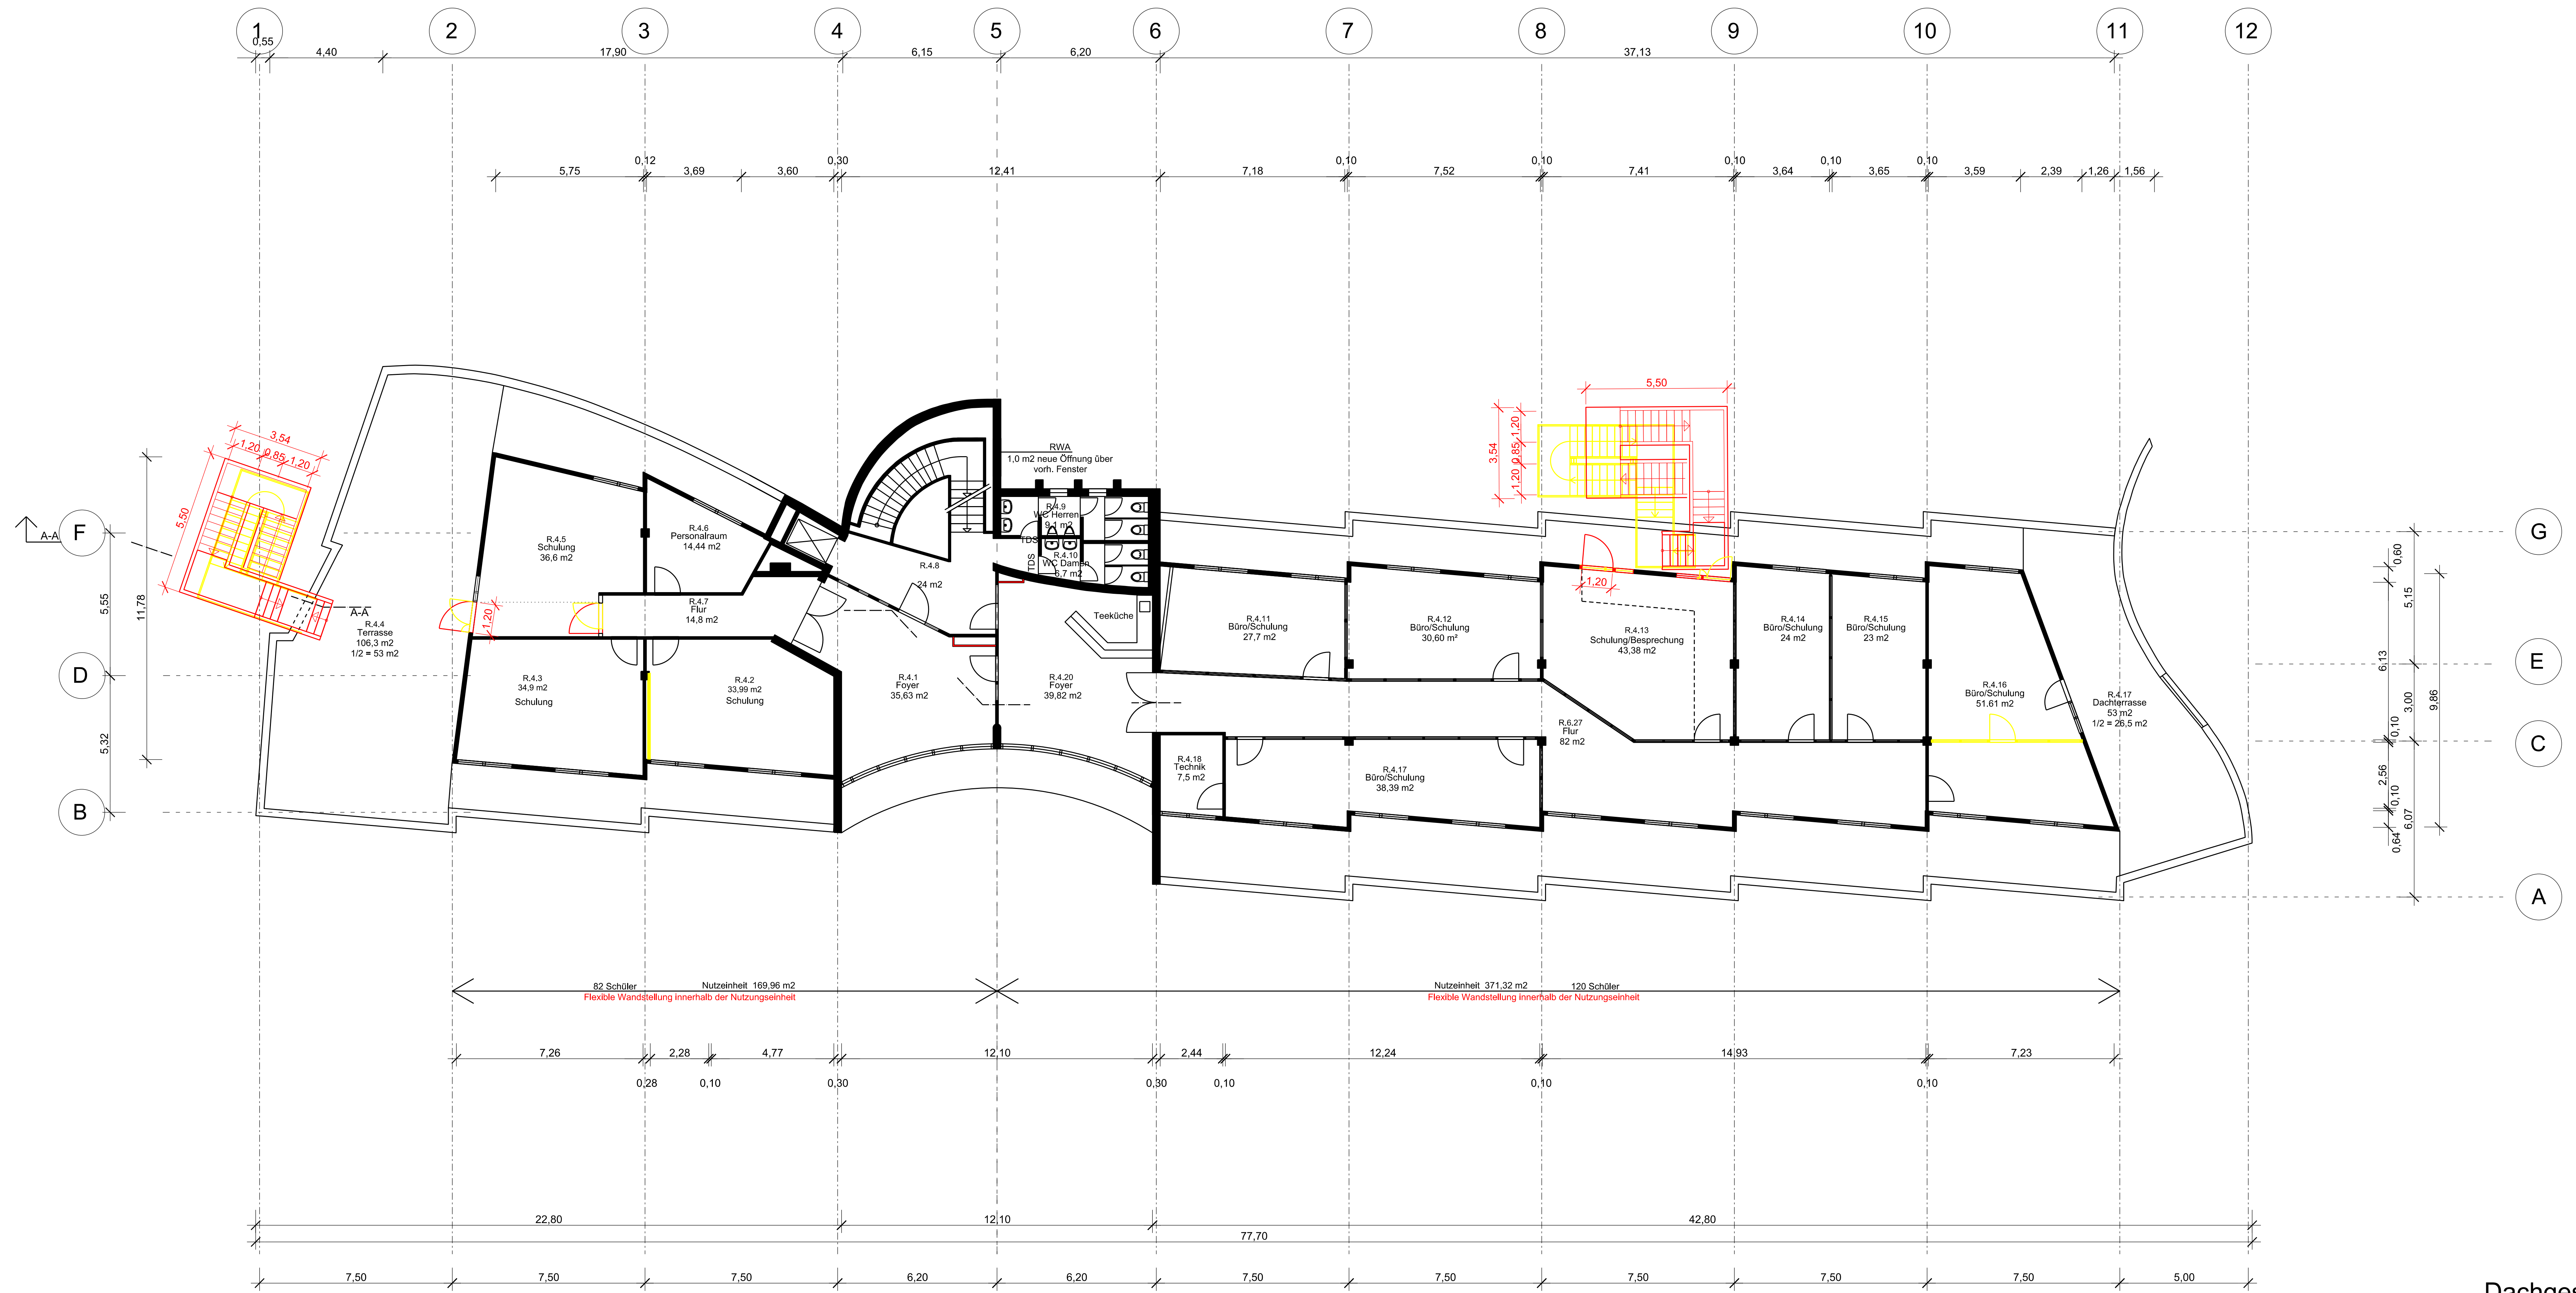 1 2 3 4 5 6 7 8 9 10 11 12
0,55 4,40 17,90 6,15 6,20 37,13
0,12 0,30 0,10 0,10 0,10 0,10 0,10
5,75 3,69 3,60 12,41 7,18 7,52 7,41 3,64 3,65 3,59 2,39 1,26 1,56
5,50
3,54
1,20
0,85
1,20
3,54
1,20
0,85
1,20
5,50
RWA
1,0 m2 neue Öffnung über
vorh. Fenster
F
A-A
A-A
G
D
E
C
B
A
5,55
5,32
11,78
R.4.4
Terrasse
106,3 m2
1/2 = 53 m2
R.4.5
Schulung
36,6 m2
R.4.6
Personalraum
14,44 m2
R.4.7
Flur
14,8 m2
1,20
R.4.8
24 m2
R.4.9
WC Herren
9,1 m2
TDS
TDS
R.4.10
WC Damen
6,7 m2
Teeküche
R.4.3
34,9 m2
Schulung
R.4.2
33,99 m2
Schulung
R.4.1
Foyer
35,63 m2
R.4.20
Foyer
39,82 m2
R.4.11
Büro/Schulung
27,7 m2
R.4.12
Büro/Schulung
30,60 m²
1,20
R.4.13
Schulung/Besprechung
43,38 m2
R.4.14
Büro/Schulung
24 m2
R.4.15
Büro/Schulung
23 m2
R.4.16
Büro/Schulung
51.61 m2
R.4.17
Dachterrasse
53 m2
1/2 = 26,5 m2
R.6.27
Flur
82 m2
R.4.18
Technik
7,5 m2
R.4.17
Büro/Schulung
38,39 m2
0,60
6,13
0,10
2,56
0,10
0,64
5,15
3,00
6,07
9,86
82 Schüler Nutzeinheit 169,96 m2
Flexible Wandstellung innerhalb der Nutzungseinheit
Nutzeinheit 371,32 m2 120 Schüler
Flexible Wandstellung innerhalb der Nutzungseinheit
7,26 2,28 4,77 12,10 2,44 12,24 14,93 7,23
0,28 0,10 0,30 0,30 0,10 0,10 0,10
22,80 12,10 42,80
77,70
7,50 7,50 7,50 6,20 6,20 7,50 7,50 7,50 7,50 7,50 5,00